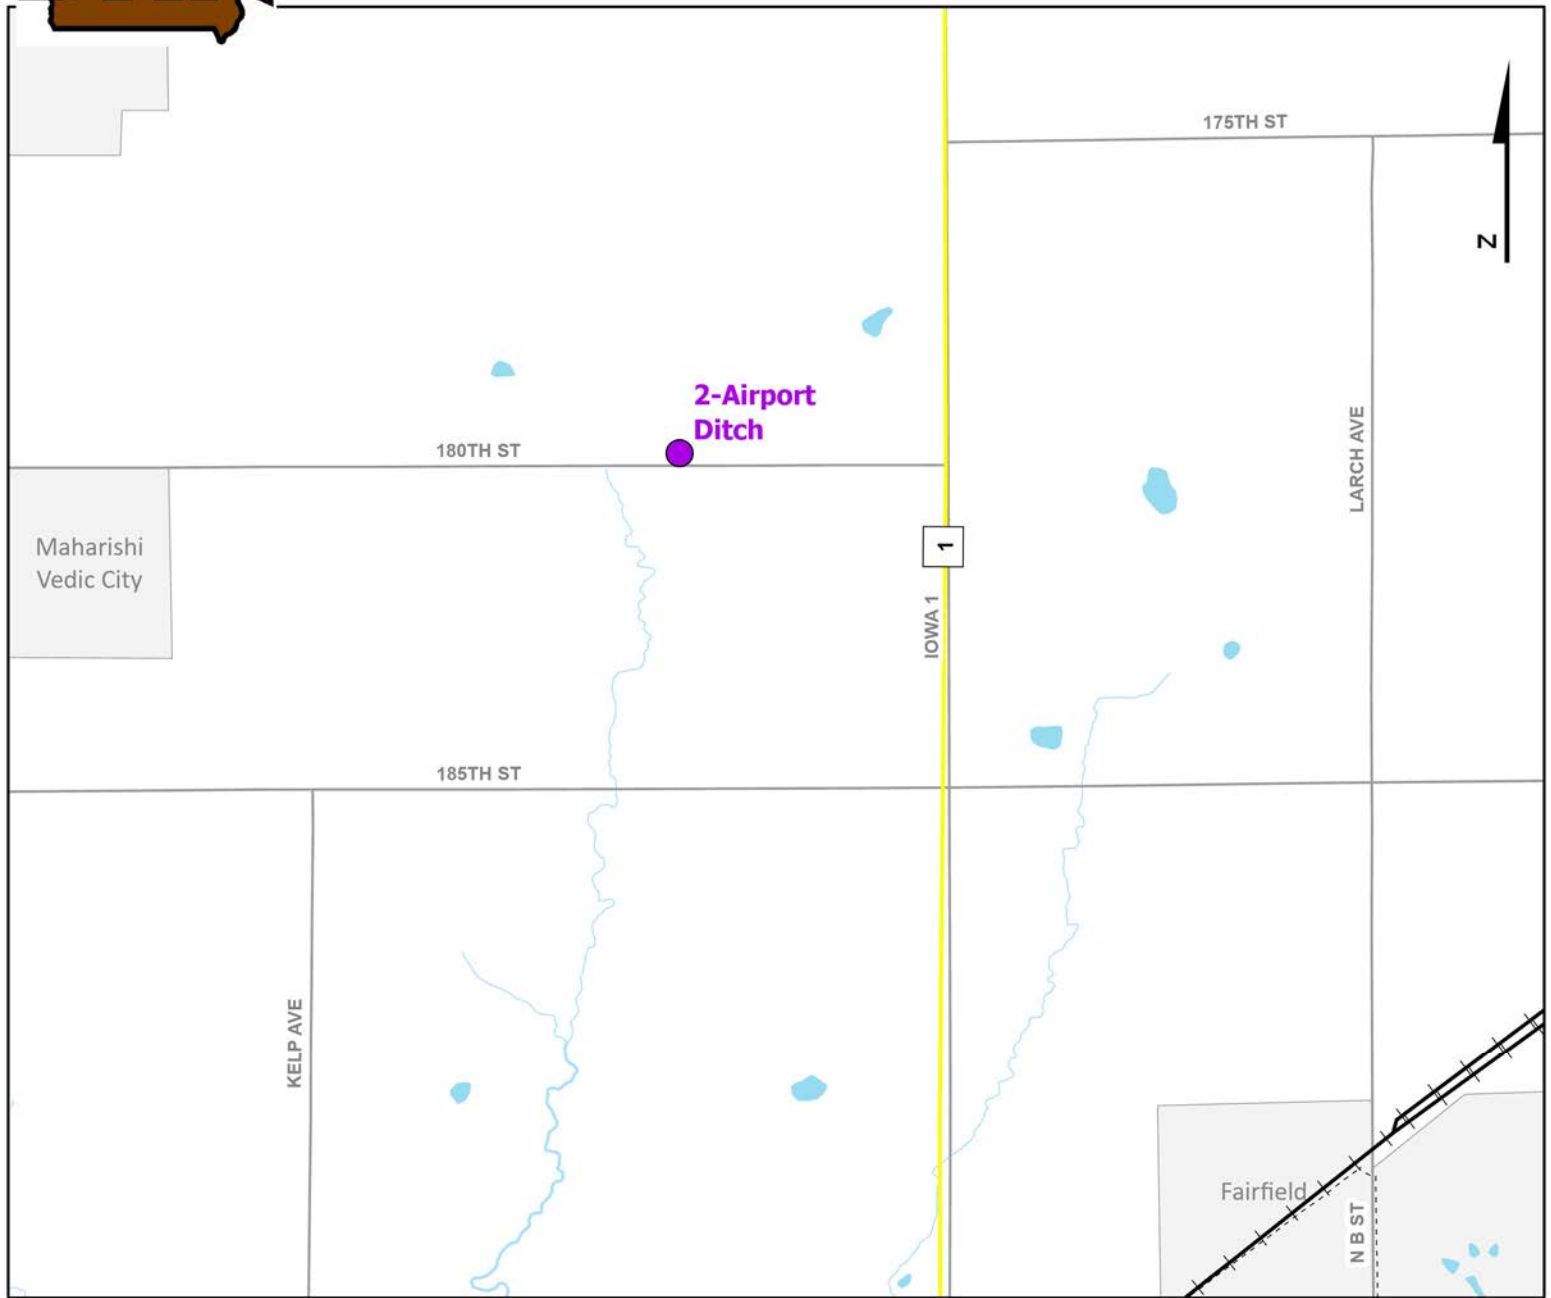 175TH ST
Z
2-Airport
Ditch
180TH ST
LARCH AVE
Maharishi
Vedic City
1
IOWA 1
185TH ST
KELP AVE
Fairfield
N B ST